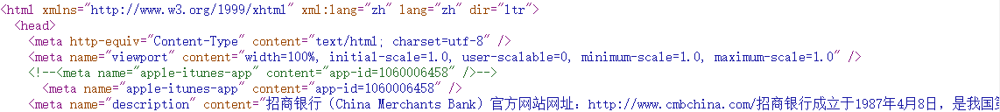 <html xmlns="http://www.w3.org/1999/xhtml" xml:lang="zh" lang="zh" dir="ltr">
<head>
<meta http-equiv="Content-Type" content="text/html; charset=utf-8" />
<meta name="viewport" content="width=100%, initial-scale=1.0, user-scalable=0, minimum-scale=1.0, maximum-scale=1.0" />
<!--<meta name="apple-itunes-app" content="app-id=1060006458" />-->
<meta name="apple-itunes-app" content="app-id=1060006458" />
<meta name="description" content="招商银行（China Merchants Bank）官方网站网址：http://www.cmbchina.com/招商银行成立于1987年4月8日，是我国